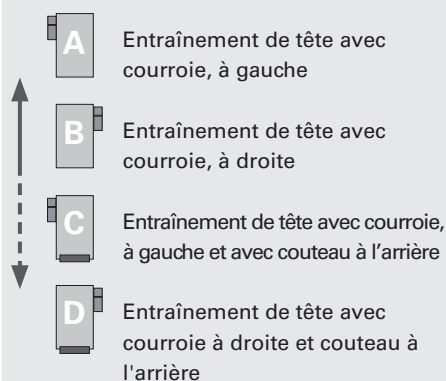 A
Entraînement de tête avec
courroie, à gauche
B
Entraînement de tête avec
courroie, à droite
C
Entraînement de tête avec courroie,
à gauche et avec couteau à l’arrière
D
Entraînement de tête avec
courroie à droite et couteau à
l'arrière